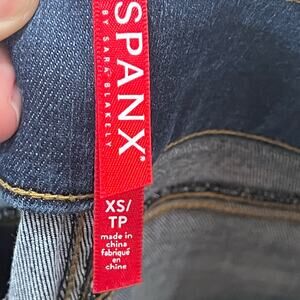 SPANX®
BY SARA BLAKELY
XS/
TP
made in
china
fabriqué
en
chine